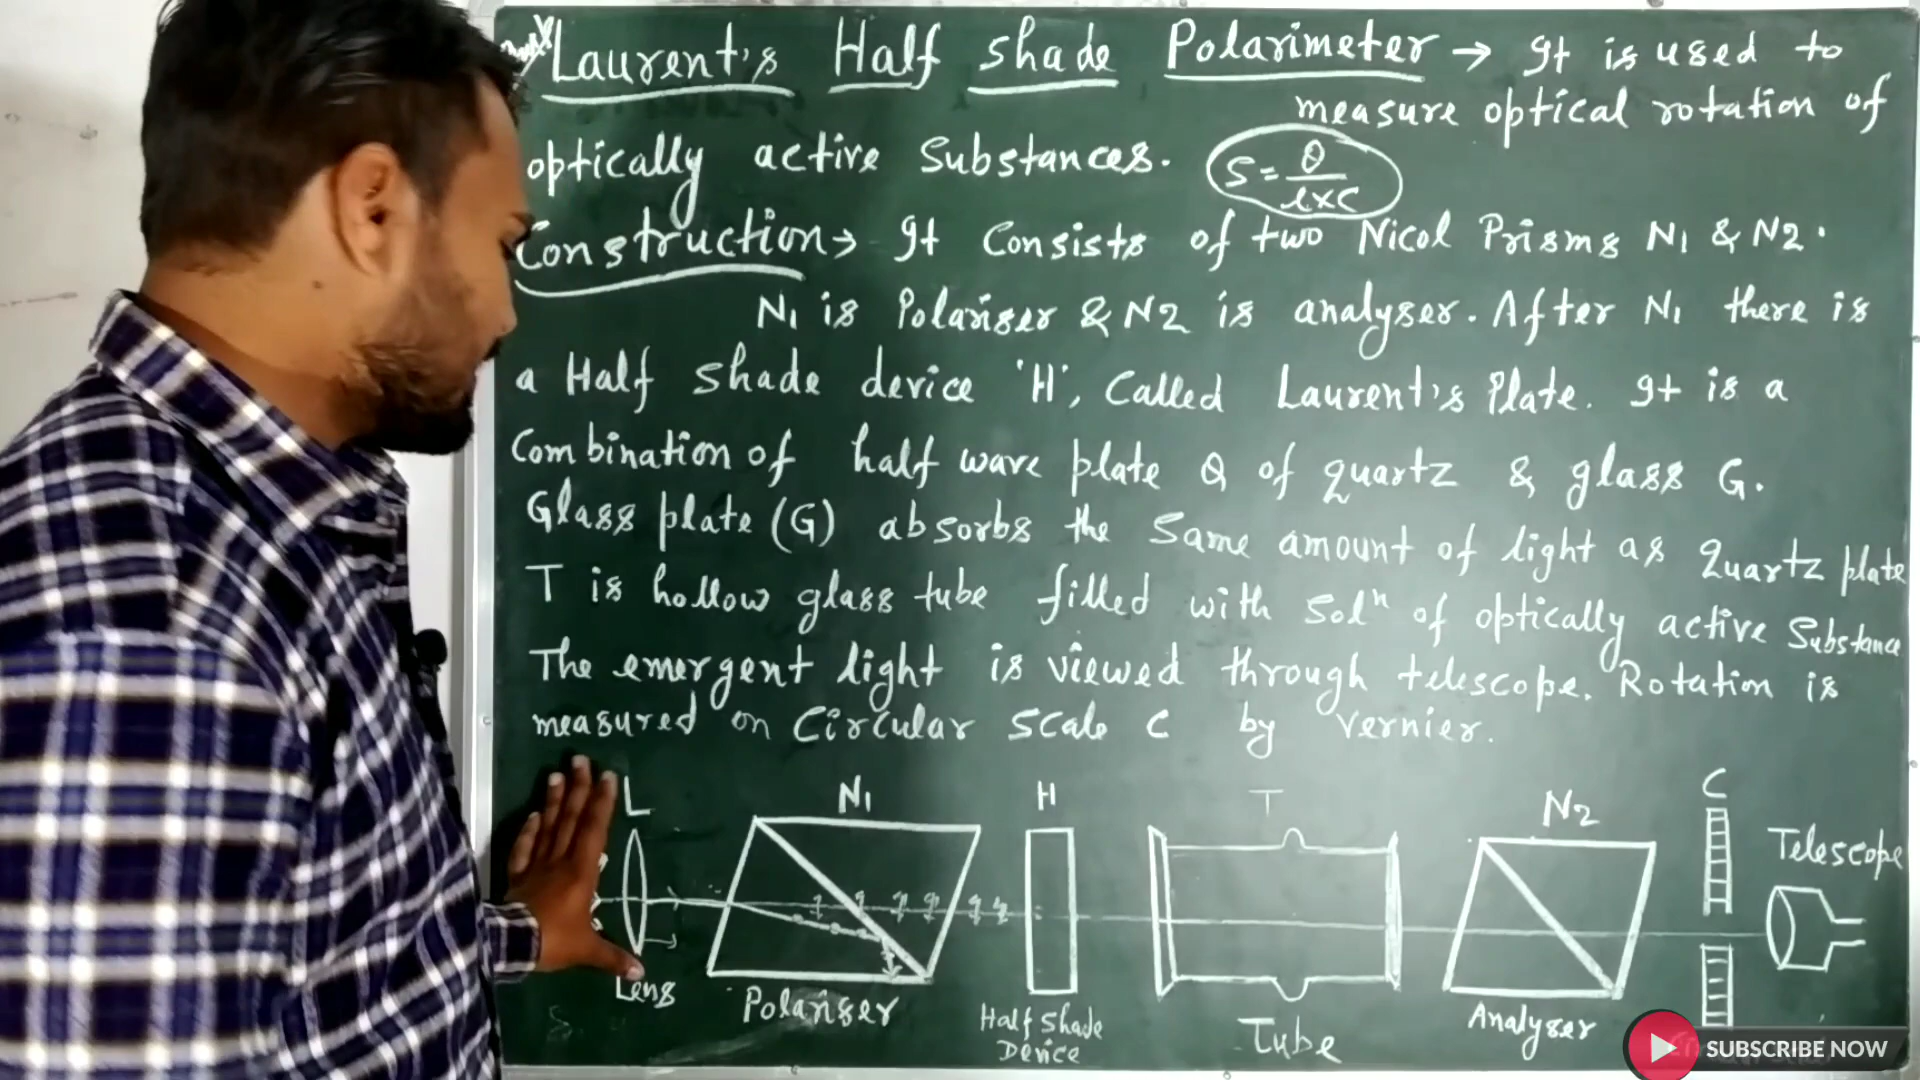 Laurent's Half shade Polarimeter → It is used to
measure optical rotation of
optically active Substances. S = θ / l×c
Construction → It Consists of two Nicol Prisms N1 & N2.
N1 is Polariser & N2 is analyser. After N1 there is
a Half shade device 'H', Called Laurent's Plate. It is a
Combination of half wave plate Q of quartz & glass G.
Glass plate (G) absorbs the same amount of light as Quartz plate
T is hollow glass tube filled with Solⁿ of optically active Substance
The emergent light is viewed through telescope. Rotation is
measured on Circular scale C by vernier.
L N1 H T N2 C
Telescope
Lens Polariser Half Shade Device Tube Analyser
SUBSCRIBE NOW